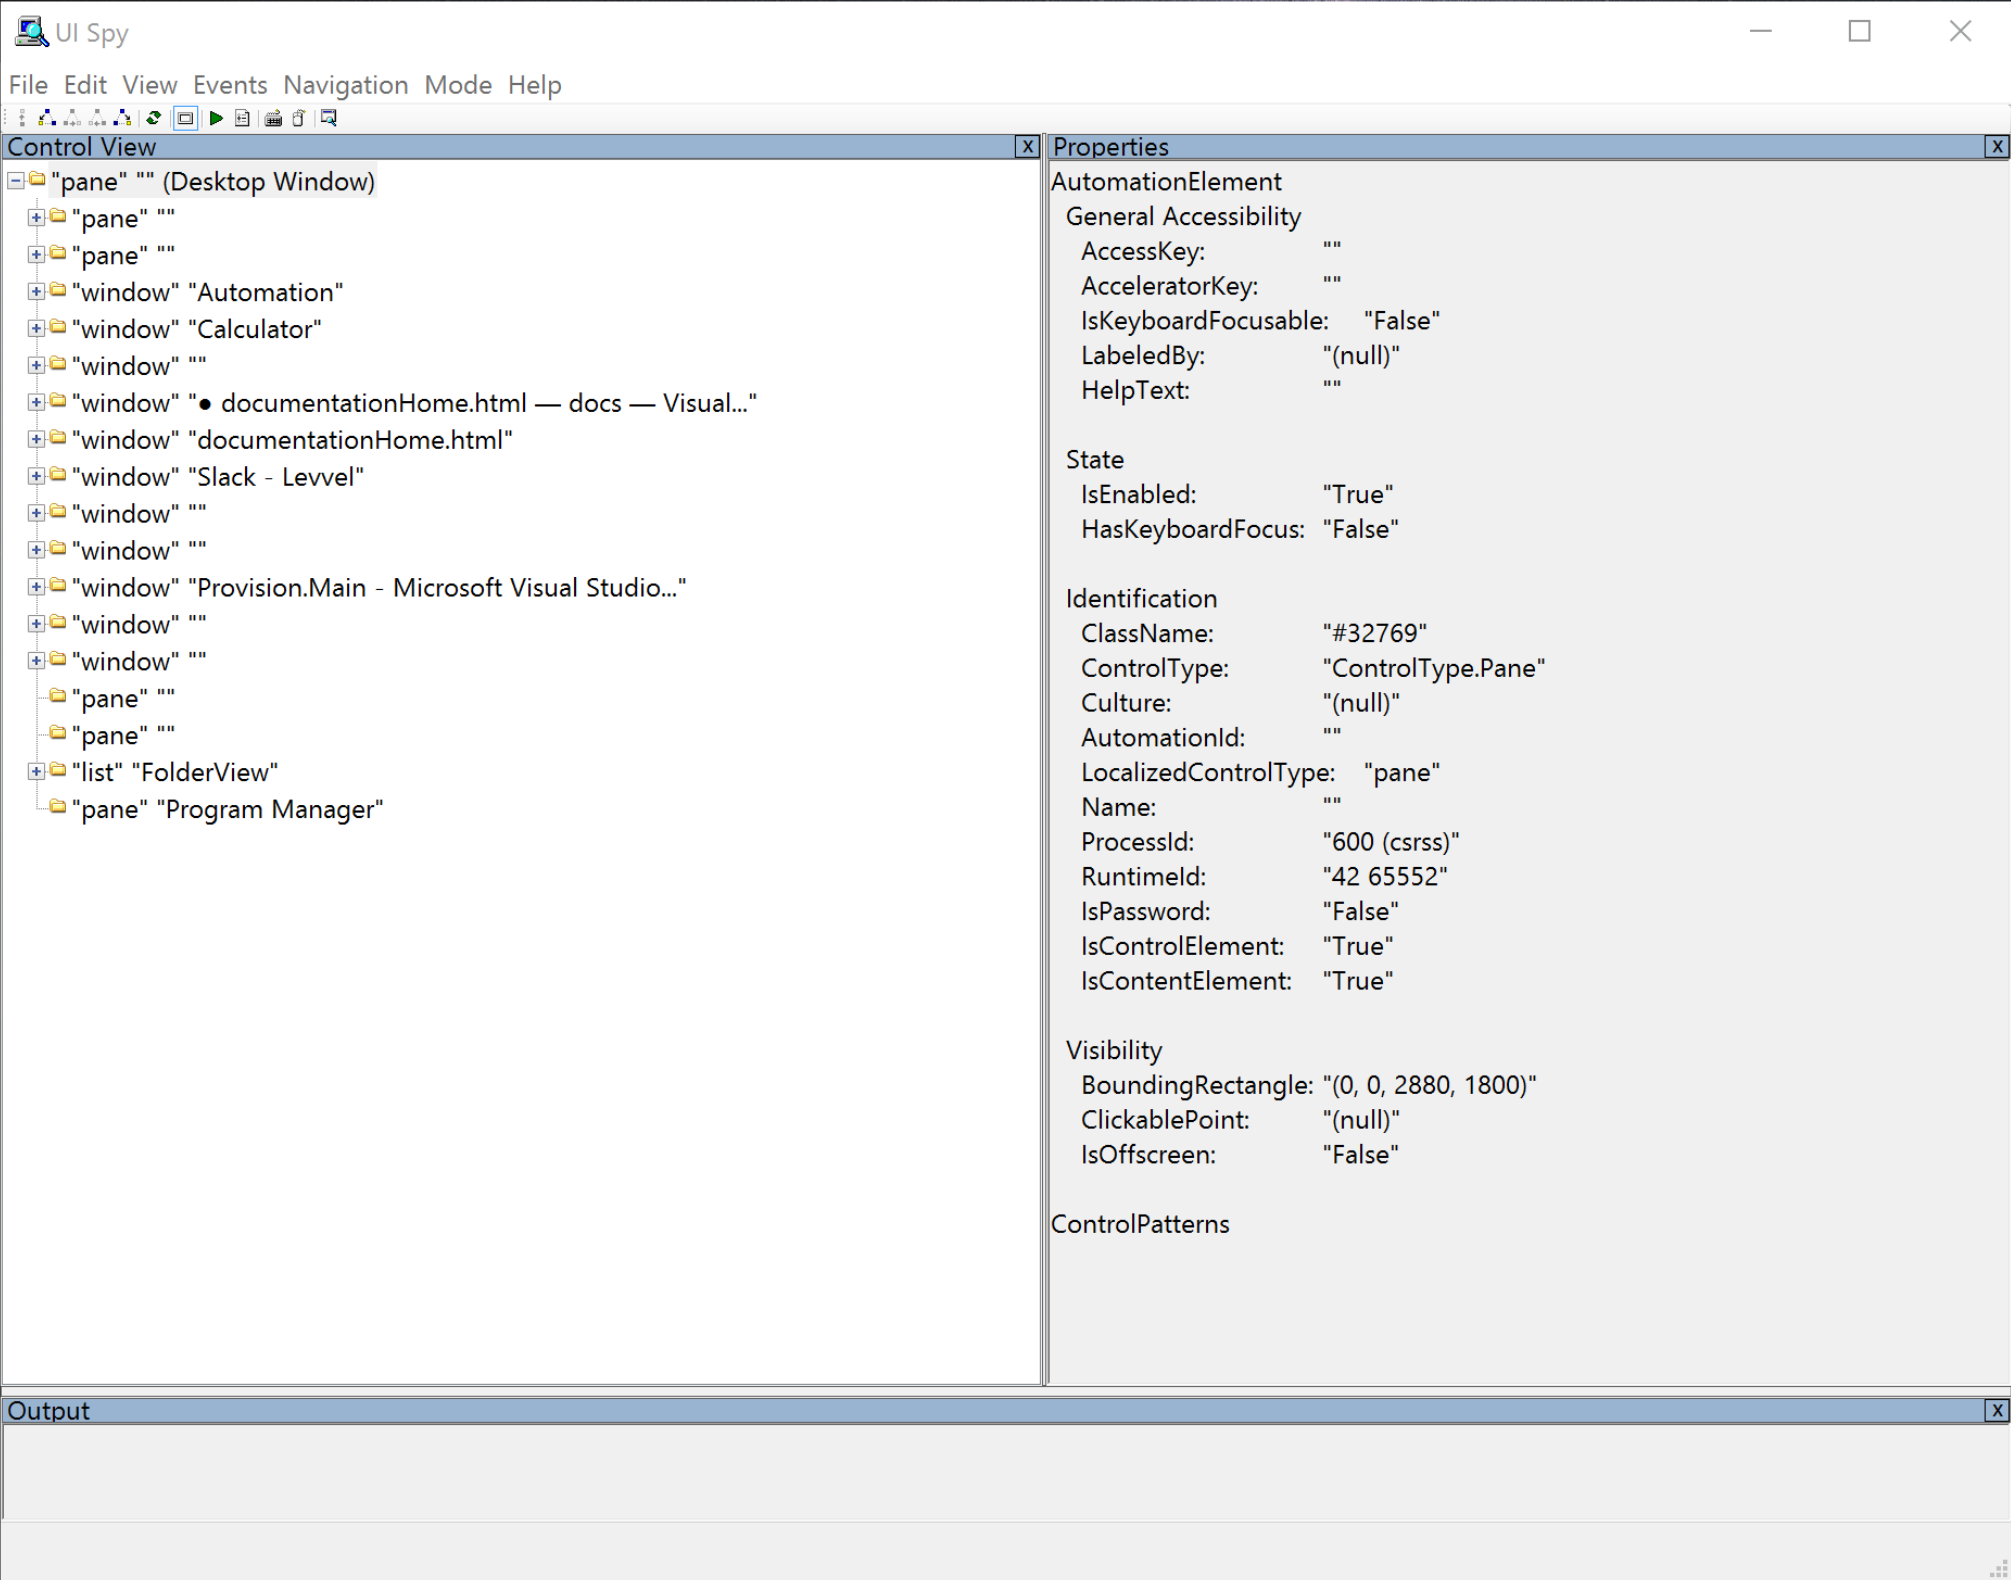 UI Spy
File Edit View Events Navigation Mode Help
Control View X
"pane" "" (Desktop Window)
"pane" ""
"pane" ""
"window" "Automation"
"window" "Calculator"
"window" ""
"window" "● documentationHome.html — docs — Visual..."
"window" "documentationHome.html"
"window" "Slack - Levvel"
"window" ""
"window" ""
"window" "Provision.Main - Microsoft Visual Studio..."
"window" ""
"window" ""
"pane" ""
"pane" ""
"list" "FolderView"
"pane" "Program Manager"
Properties X
AutomationElement
General Accessibility
AccessKey: ""
AcceleratorKey: ""
IsKeyboardFocusable: "False"
LabeledBy: "(null)"
HelpText: ""
State
IsEnabled: "True"
HasKeyboardFocus: "False"
Identification
ClassName: "#32769"
ControlType: "ControlType.Pane"
Culture: "(null)"
AutomationId: ""
LocalizedControlType: "pane"
Name: ""
ProcessId: "600 (csrss)"
RuntimeId: "42 65552"
IsPassword: "False"
IsControlElement: "True"
IsContentElement: "True"
Visibility
BoundingRectangle: "(0, 0, 2880, 1800)"
ClickablePoint: "(null)"
IsOffscreen: "False"
ControlPatterns
Output X